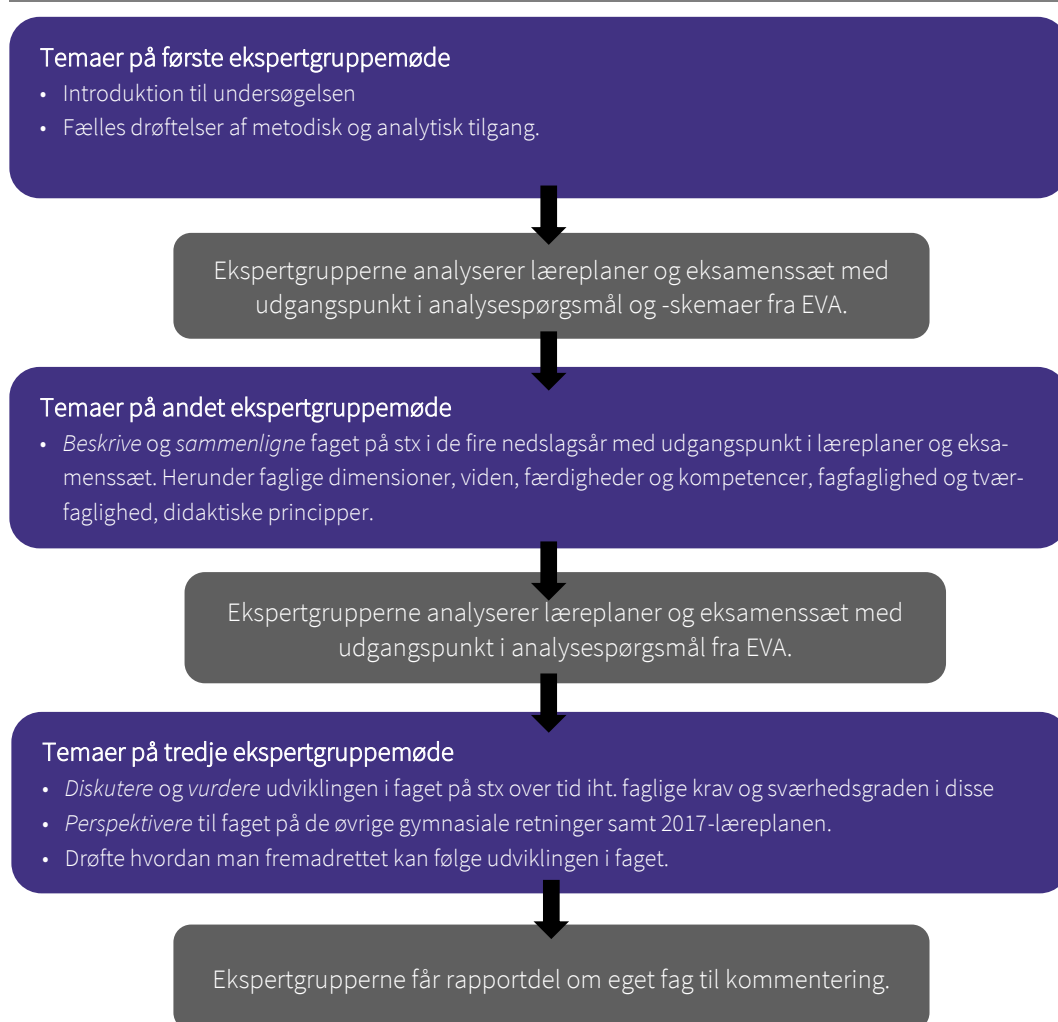 Temaer på første ekspertgruppemøde
• Introduktion til undersøgelsen
• Fælles drøftelser af metodisk og analytisk tilgang.
Ekspertgrupperne analyserer læreplaner og eksamenssæt med
udgangspunkt i analysespørgsmål og -skemaer fra EVA.
Temaer på andet ekspertgruppemøde
• Beskrive og sammenligne faget på stx i de fire nedslagsår med udgangspunkt i læreplaner og eksa-
menssæt. Herunder faglige dimensioner, viden, færdigheder og kompetencer, fagfaglighed og tvær-
faglighed, didaktiske principper.
Ekspertgrupperne analyserer læreplaner og eksamenssæt med
udgangspunkt i analysespørgsmål fra EVA.
Temaer på tredje ekspertgruppemøde
• Diskutere og vurdere udviklingen i faget på stx over tid iht. faglige krav og sværhedsgraden i disse
• Perspektivere til faget på de øvrige gymnasiale retninger samt 2017-læreplanen.
• Drøfte hvordan man fremadrettet kan følge udviklingen i faget.
Ekspertgrupperne får rapportdel om eget fag til kommentering.